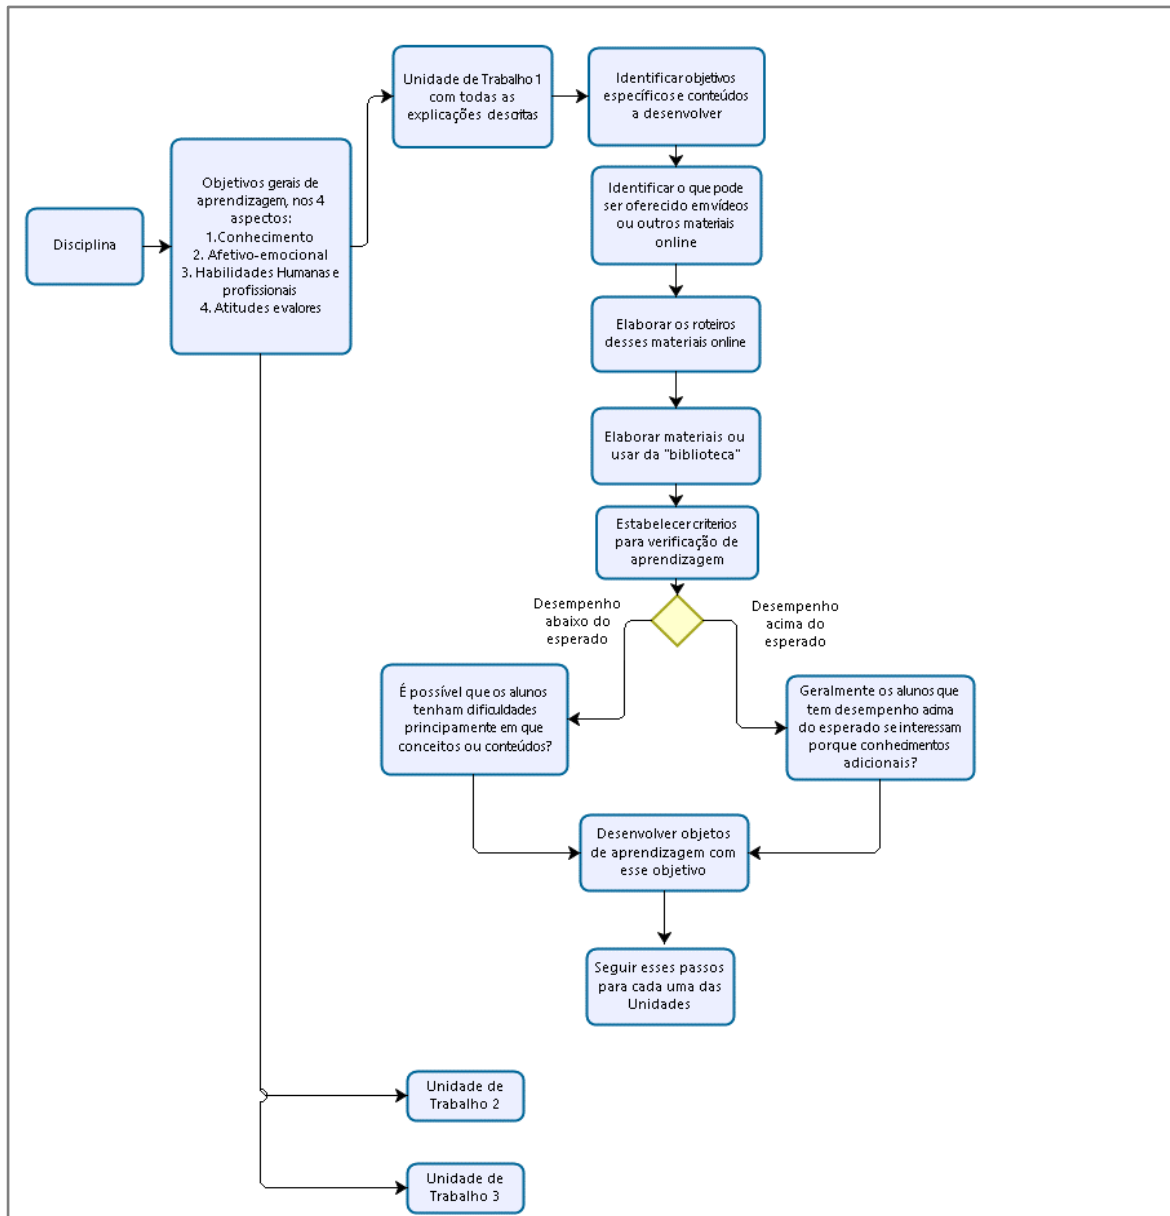 Disciplina
Objetivos gerais de
aprendizagem, nos 4
aspectos:
1.Conhecimento
2. Afetivo-emocional
3. Habilidades Humanas e
profissionais
4. Atitudes e valores
Unidade de Trabalho 1
com todas as
explicações descritas
Identificar objetivos
específicos e conteúdos
a desenvolver
Identificar o que pode
ser oferecido em vídeos
ou outros materiais
online
Elaborar os roteiros
desses materiais online
Elaborar materiais ou
usar da "biblioteca"
Estabelecer criterios
para verificação de
aprendizagem
Desempenho
abaixo do
esperado
Desempenho
acima do
esperado
É possível que os alunos
tenham dificuldades
principamente em que
conceitos ou conteúdos?
Geralmente os alunos que
tem desempenho acima
do esperado se interessam
porque conhecimentos
adicionais?
Desenvolver objetos
de aprendizagem com
esse objetivo
Seguir esses passos
para cada uma das
Unidades
Unidade de
Trabalho 2
Unidade de
Trabalho 3